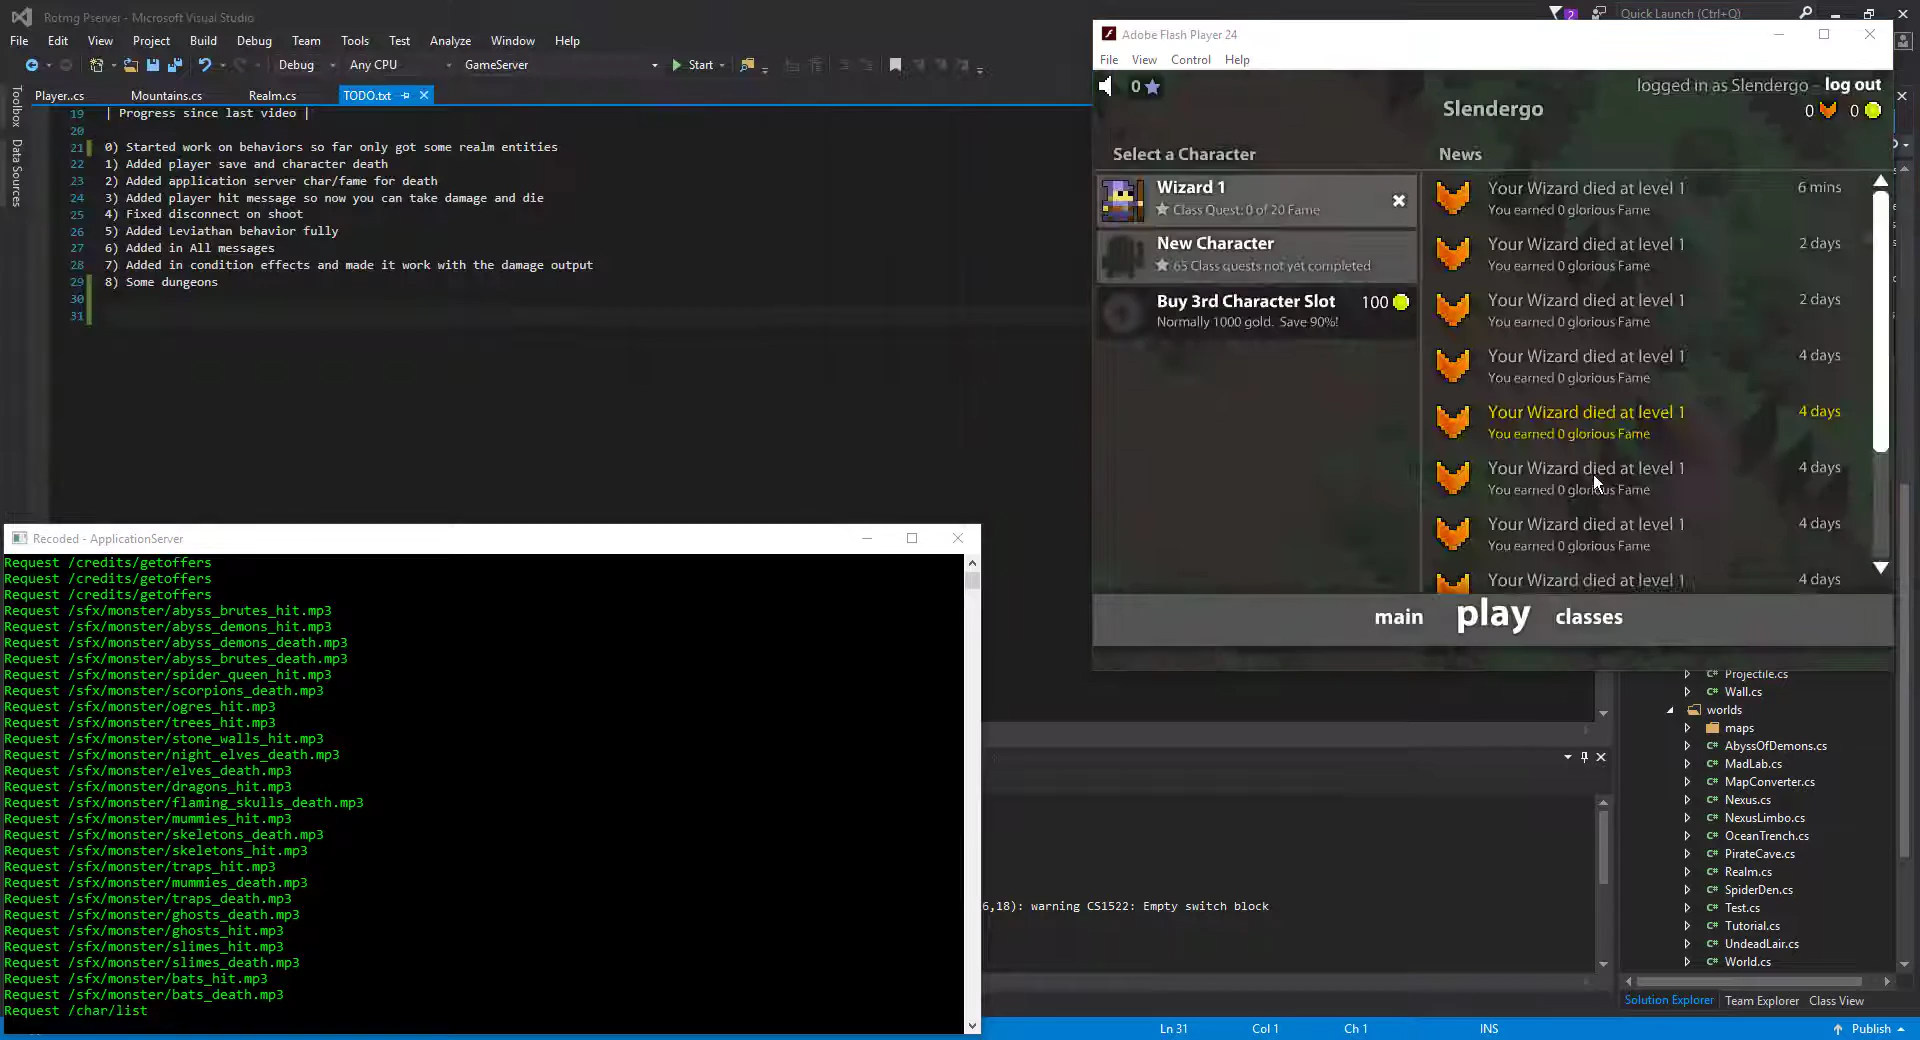 Rotmg Pserver - Microsoft Visual Studio
2
Quick Launch (Ctrl+Q)
File Edit View Project Build Debug Team Tools Test Analyze Window Help
Debug Any CPU GameServer Start
Player..cs Mountains.cs Realm.cs TODO.txt
Toolbox
Data Sources
19 | Progress since last video |
20
21 0) Started work on behaviors so far only got some realm entities
22 1) Added player save and character death
23 2) Added application server char/fame for death
24 3) Added player hit message so now you can take damage and die
25 4) Fixed disconnect on shoot
26 5) Added Leviathan behavior fully
27 6) Added in All messages
28 7) Added in condition effects and made it work with the damage output
29 8) Some dungeons
30
31
Adobe Flash Player 24
File View Control Help
0
logged in as Slendergo - log out
Slendergo
0 0
Select a Character
News
Wizard 1
Class Quest: 0 of 20 Fame
New Character
65 Class quests not yet completed
Buy 3rd Character Slot 100
Normally 1000 gold. Save 90%!
Your Wizard died at level 1 6 mins
You earned 0 glorious Fame
Your Wizard died at level 1 2 days
You earned 0 glorious Fame
Your Wizard died at level 1 2 days
You earned 0 glorious Fame
Your Wizard died at level 1 4 days
You earned 0 glorious Fame
Your Wizard died at level 1 4 days
You earned 0 glorious Fame
Your Wizard died at level 1 4 days
You earned 0 glorious Fame
Your Wizard died at level 1 4 days
You earned 0 glorious Fame
Your Wizard died at level 1 4 days
main play classes
Recoded - ApplicationServer
Request /credits/getoffers
Request /credits/getoffers
Request /credits/getoffers
Request /sfx/monster/abyss_brutes_hit.mp3
Request /sfx/monster/abyss_demons_hit.mp3
Request /sfx/monster/abyss_demons_death.mp3
Request /sfx/monster/abyss_brutes_death.mp3
Request /sfx/monster/spider_queen_hit.mp3
Request /sfx/monster/scorpions_death.mp3
Request /sfx/monster/ogres_hit.mp3
Request /sfx/monster/trees_hit.mp3
Request /sfx/monster/stone_walls_hit.mp3
Request /sfx/monster/night_elves_death.mp3
Request /sfx/monster/elves_death.mp3
Request /sfx/monster/dragons_hit.mp3
Request /sfx/monster/flaming_skulls_death.mp3
Request /sfx/monster/mummies_hit.mp3
Request /sfx/monster/skeletons_death.mp3
Request /sfx/monster/skeletons_hit.mp3
Request /sfx/monster/traps_hit.mp3
Request /sfx/monster/mummies_death.mp3
Request /sfx/monster/traps_death.mp3
Request /sfx/monster/ghosts_death.mp3
Request /sfx/monster/ghosts_hit.mp3
Request /sfx/monster/slimes_hit.mp3
Request /sfx/monster/slimes_death.mp3
Request /sfx/monster/bats_hit.mp3
Request /sfx/monster/bats_death.mp3
Request /char/list
6,18): warning CS1522: Empty switch block
Projectile.cs
Wall.cs
worlds
maps
AbyssOfDemons.cs
MadLab.cs
MapConverter.cs
Nexus.cs
NexusLimbo.cs
OceanTrench.cs
PirateCave.cs
Realm.cs
SpiderDen.cs
Test.cs
Tutorial.cs
UndeadLair.cs
World.cs
Solution Explorer Team Explorer Class View
Ln 31 Col 1 Ch 1 INS Publish